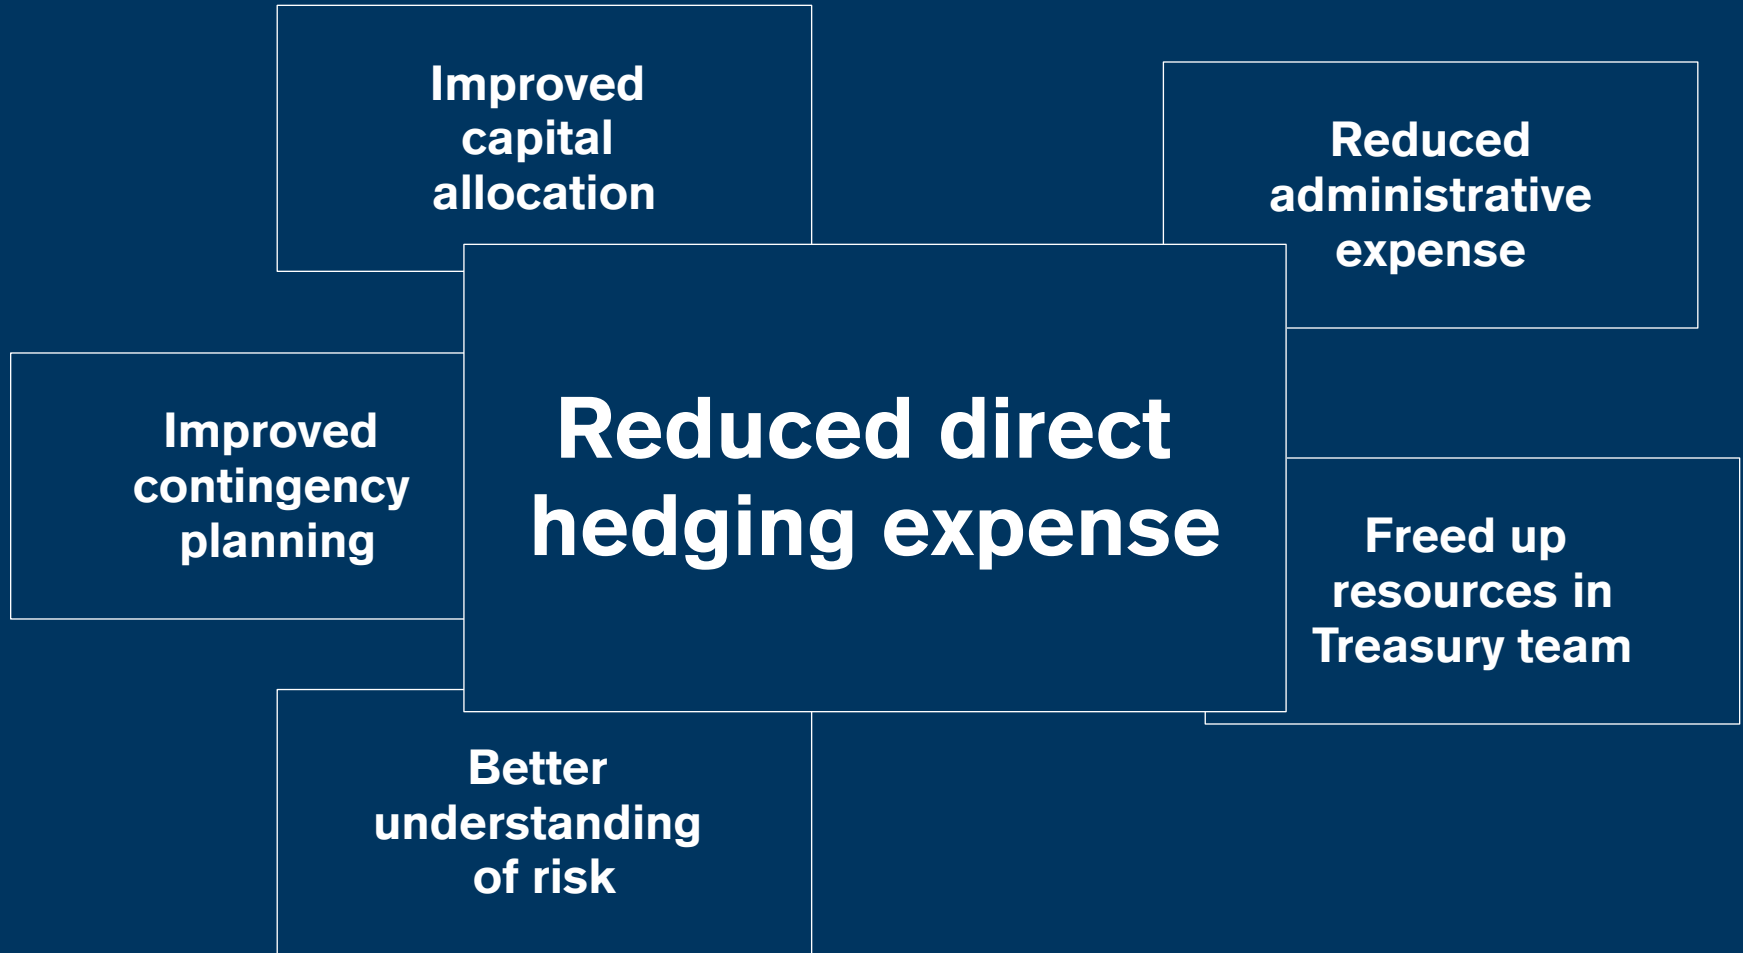 Improved
capital
allocation
Reduced
administrative
expense
Improved
contingency
planning
Reduced direct
hedging expense
Freed up
resources in
Treasury team
Better
understanding
of risk